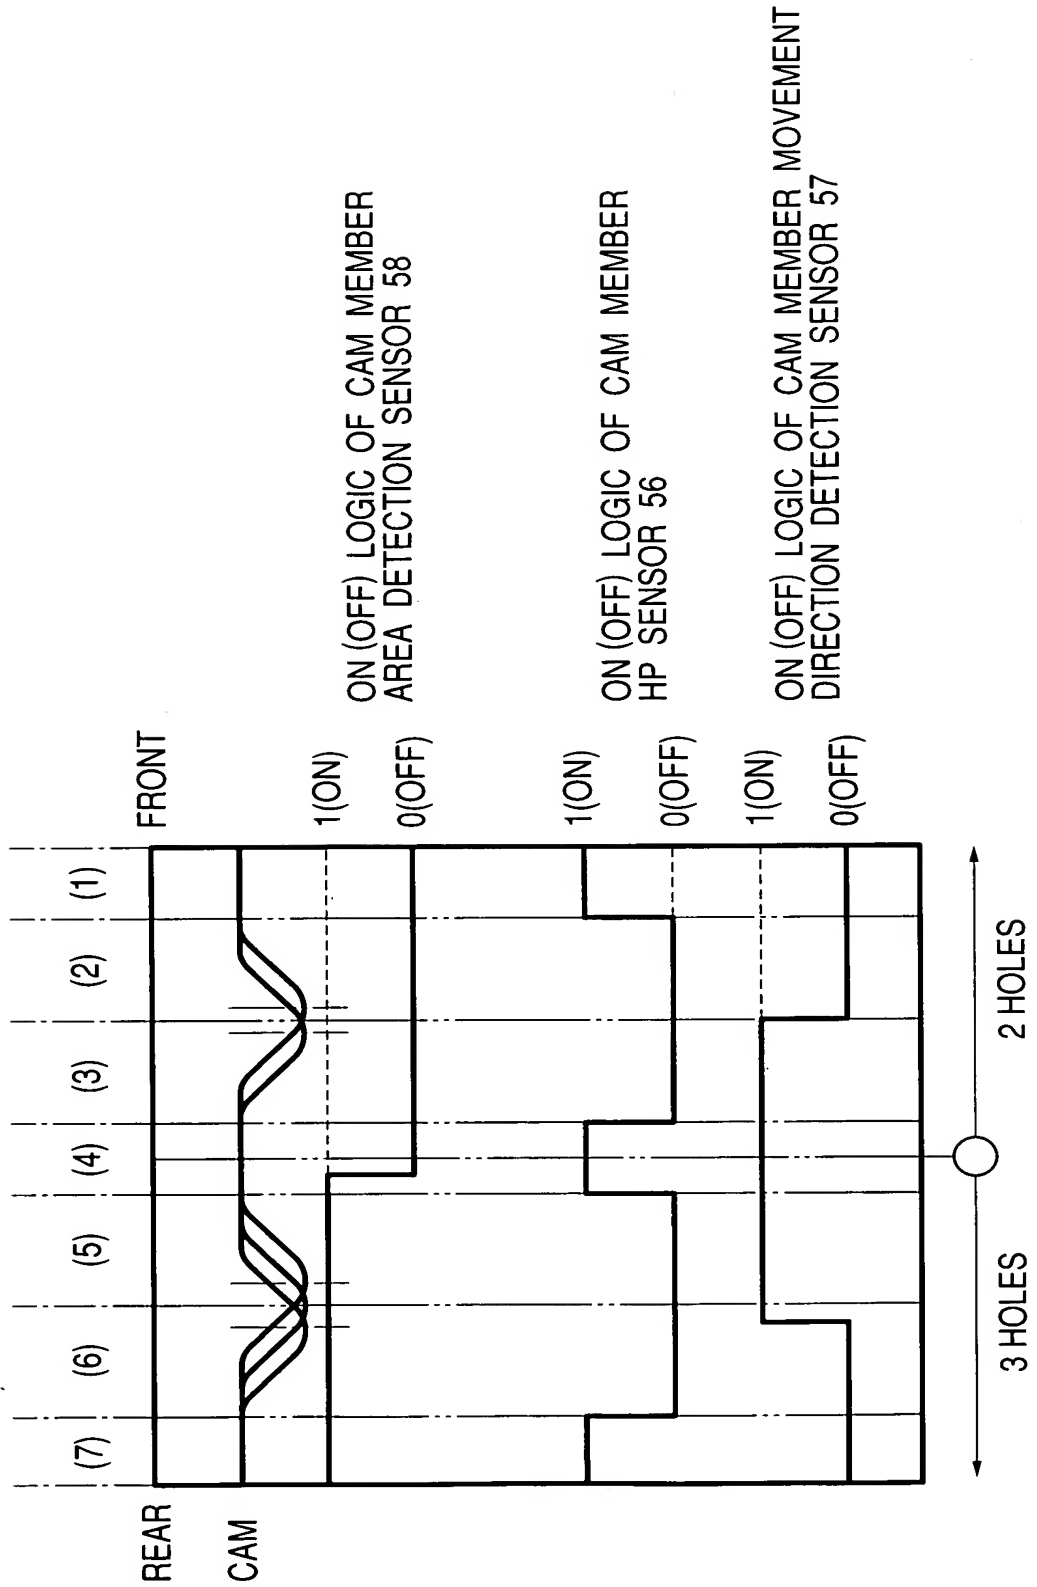 REAR
(7)
(6)
(5)
(4)
(3)
(2)
(1)
FRONT
CAM
1(ON)
0(OFF)
ON(OFF) LOGIC OF CAM MEMBER
AREA DETECTION SENSOR 58
1(ON)
0(OFF)
ON(OFF) LOGIC OF CAM MEMBER
HP SENSOR 56
1(ON)
0(OFF)
ON(OFF) LOGIC OF CAM MEMBER MOVEMENT
DIRECTION DETECTION SENSOR 57
3 HOLES
2 HOLES